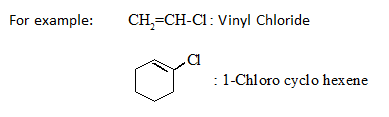 For example: CH₂=CH-Cl : Vinyl Chloride
Cl
: 1-Chloro cyclo hexene